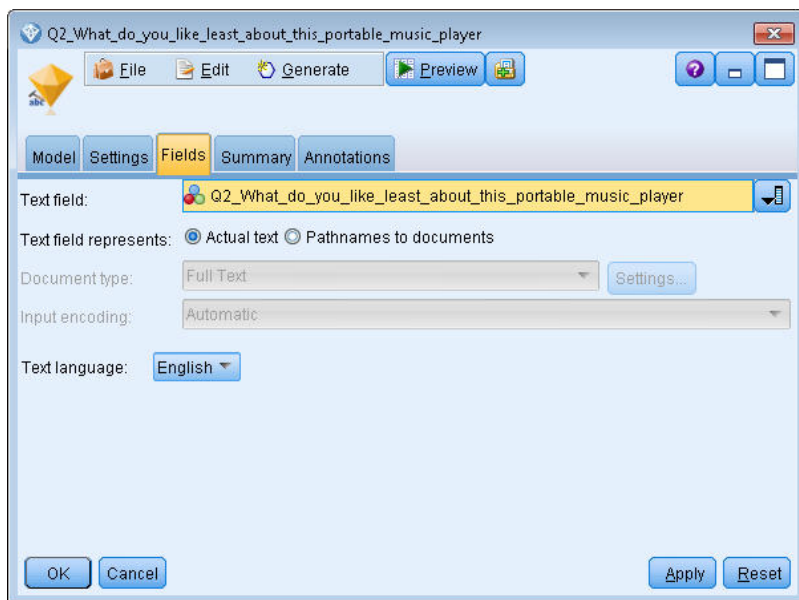 Q2_What_do_you_like_least_about_this_portable_music_player
File Edit Generate Preview ?
abc
Model Settings Fields Summary Annotations
Text field: Q2_What_do_you_like_least_about_this_portable_music_player
Text field represents: Actual text Pathnames to documents
Document type: Full Text Settings...
Input encoding: Automatic
Text language: English
OK Cancel Apply Reset